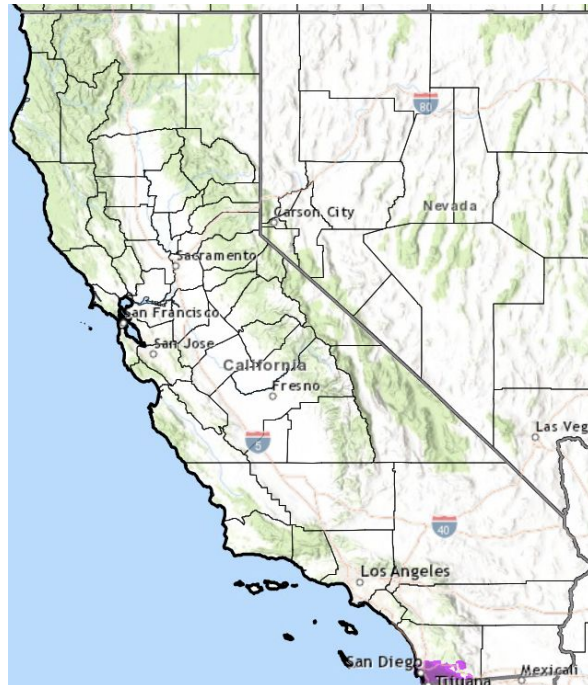 80
Carson City
Nevada
Sacramento
San Francisco
San Jose
California
Fresno
Las Veg
5
40
Los Angeles
San Diego
Mexicali
Tijuana